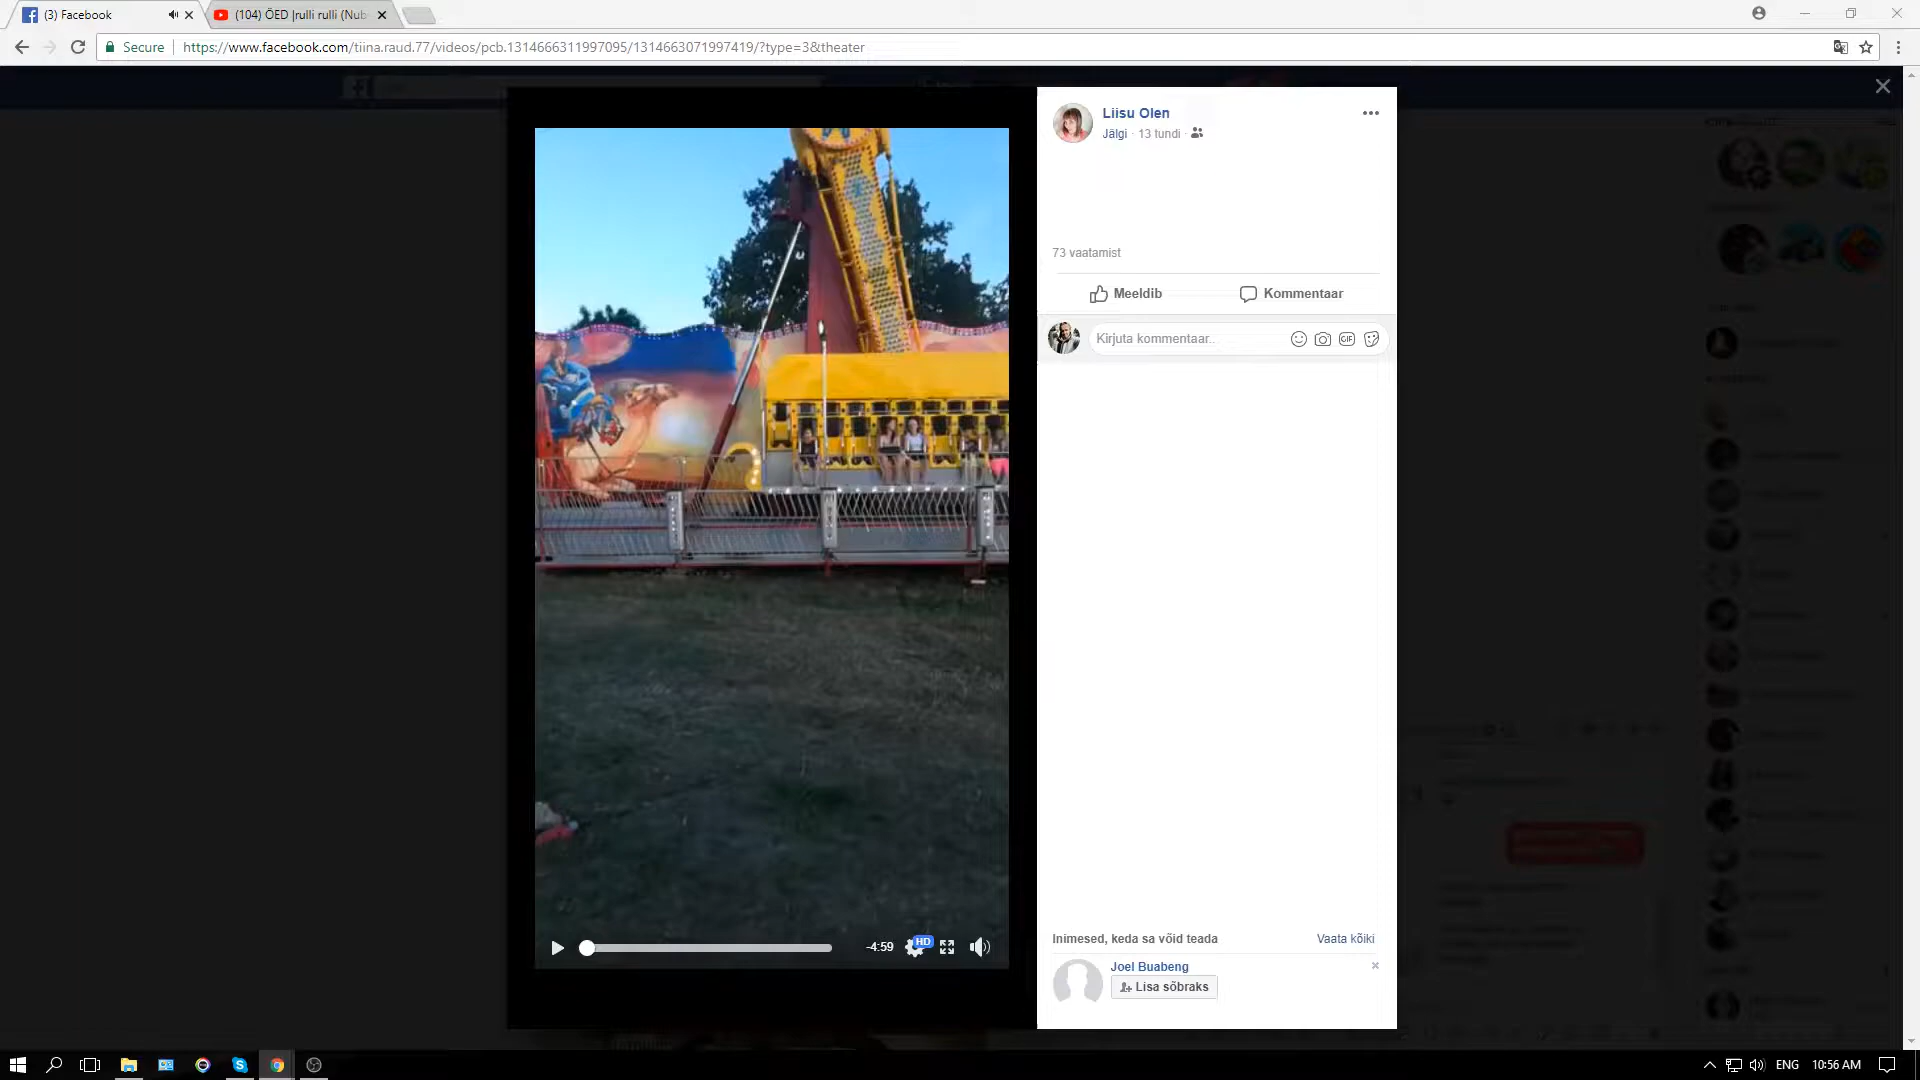 (3) Facebook
(104) ÕED |rulli rulli (Nub
Secure
https://www.facebook.com/tiina.raud.77/videos/pcb.1314666311997095/1314663071997419/?type=3&theater
Liisu Olen
Jälgi · 13 tundi ·
73 vaatamist
Meeldib
Kommentaar
Kirjuta kommentaar..
GIF
-4:59
HD
Inimesed, keda sa võid teada
Vaata kõiki
Joel Buabeng
Lisa sõbraks
ENG
10:56 AM